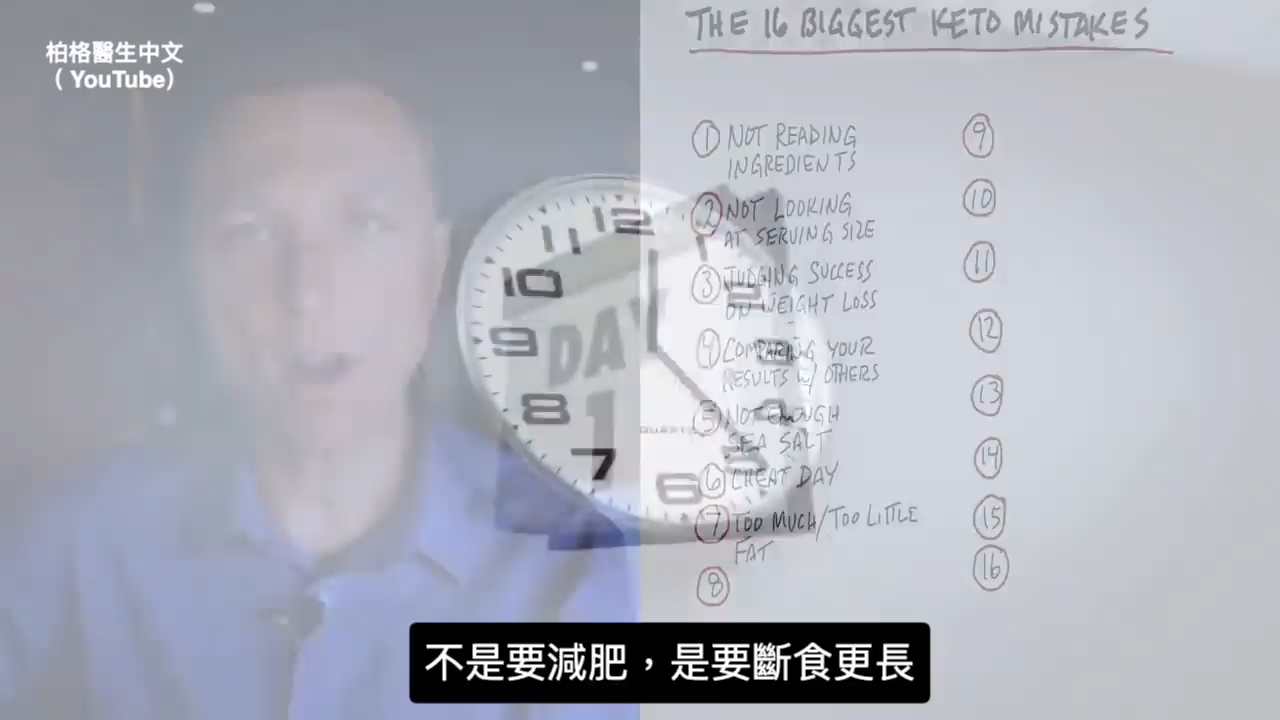 柏格醫生中文
（ YouTube）
THE 16 BIGGEST KETO MISTAKES
① NOT READING
INGREDIENTS
② NOT LOOKING
AT SERVING SIZE
③ JUDGING SUCCESS
ON WEIGHT LOSS
④ COMPARING YOUR
RESULTS W/ OTHERS
⑤ NOT ENOUGH
SEA SALT
⑥ CHEAT DAY
⑦ TOO MUCH/TOO LITTLE
FAT
⑧
⑨
⑩
⑪
⑫
⑬
⑭
⑮
⑯
12
11
10
9
8
7
6
1
2
DAY
1
QUARTZ
不是要減肥，是要斷食更長